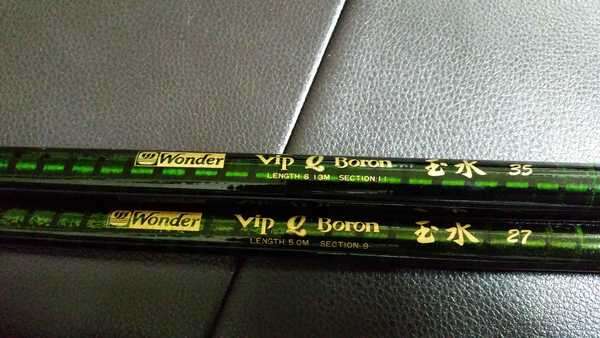 Wonder Vip Q Boron 玉水 35
LENGTH 6.13M SECTION-11
Wonder Vip Q Boron 玉水 27
LENGTH 5.0M SECTION-9